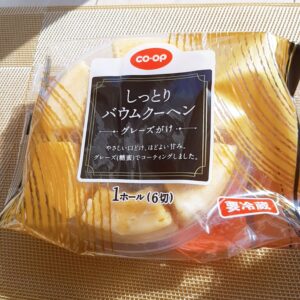 CO·OP
しっとり
バウムクーヘン
グレーズがけ
やさしい口どけ、ほどよい甘み。
グレーズ(糖蜜)でコーティングしました。
1ホール(6切)
要冷蔵